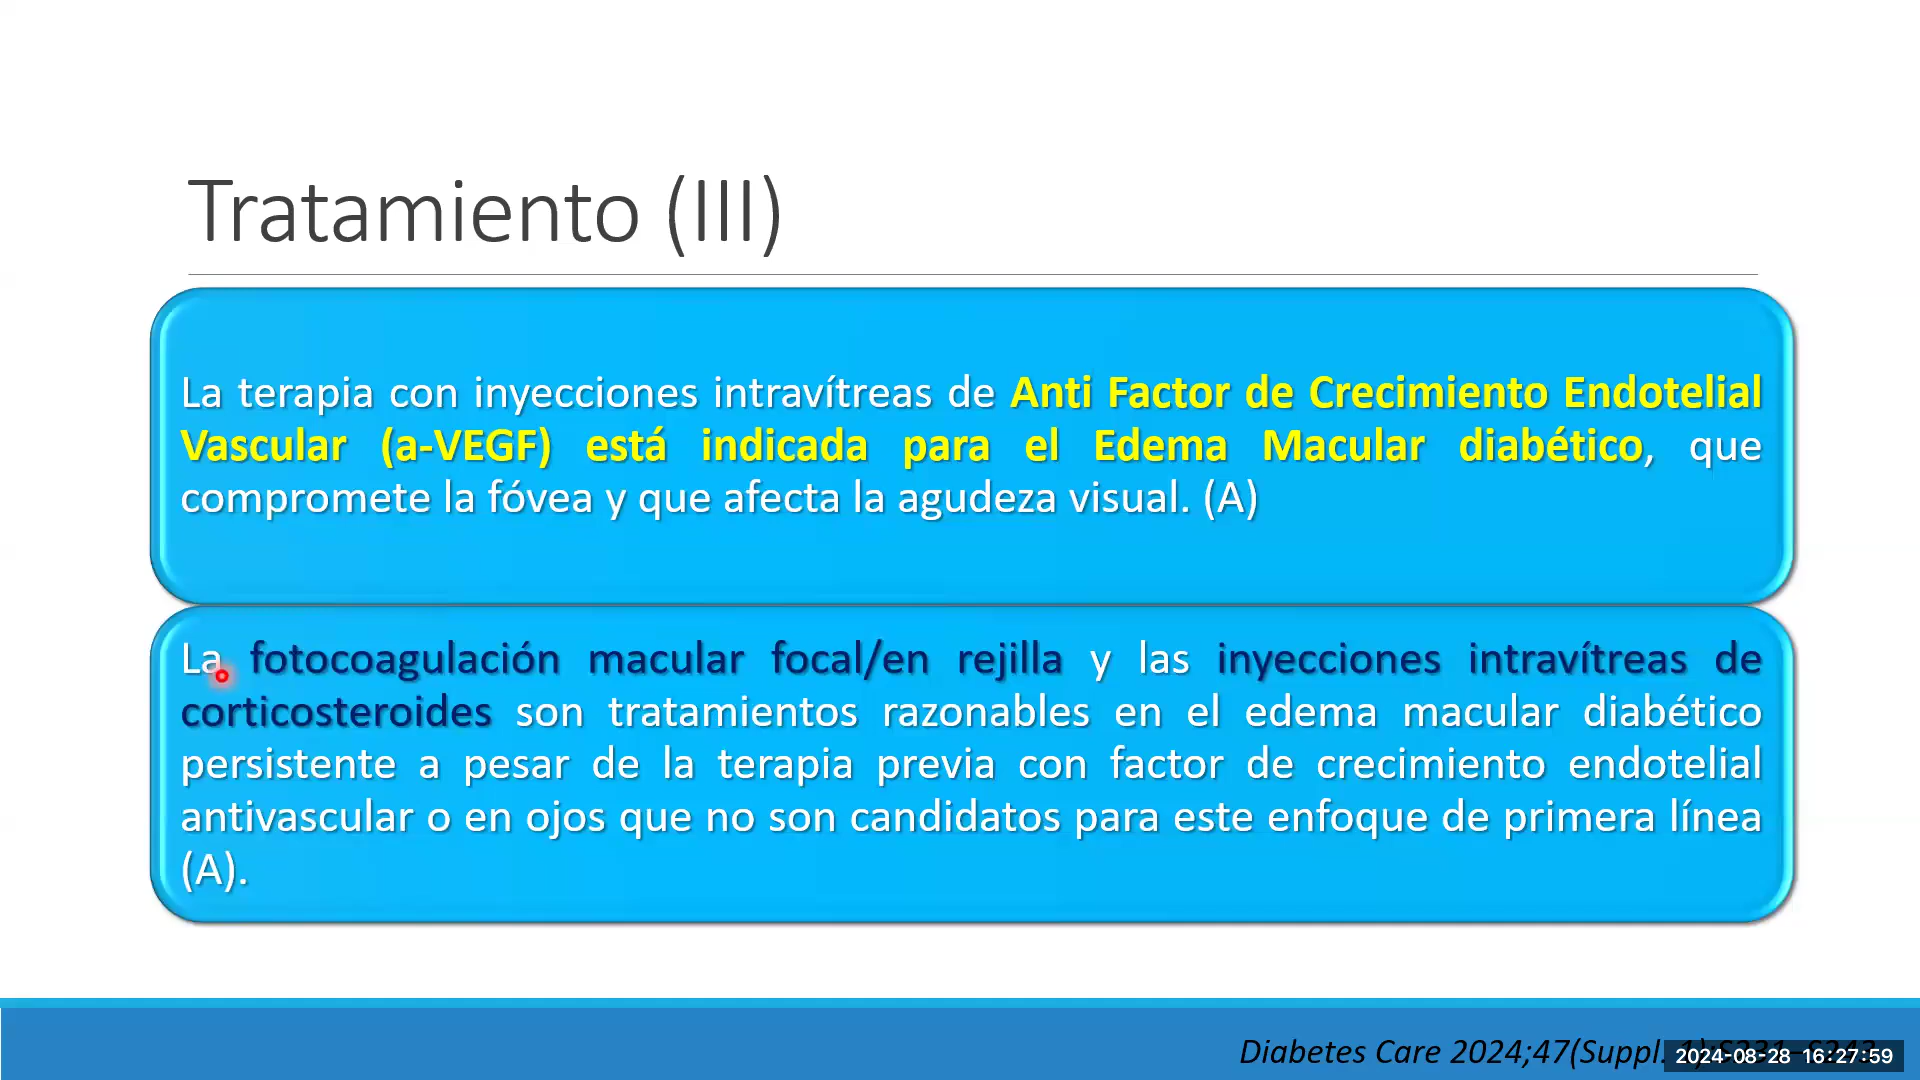 Tratamiento (III)
La terapia con inyecciones intravítreas de Anti Factor de Crecimiento Endotelial
Vascular (a-VEGF) está indicada para el Edema Macular diabético, que
compromete la fóvea y que afecta la agudeza visual. (A)
La fotocoagulación macular focal/en rejilla y las inyecciones intravítreas de
corticosteroides son tratamientos razonables en el edema macular diabético
persistente a pesar de la terapia previa con factor de crecimiento endotelial
antivascular o en ojos que no son candidatos para este enfoque de primera línea
(A).
Diabetes Care 2024;47(Suppl.
2024-08-28 16:27:59